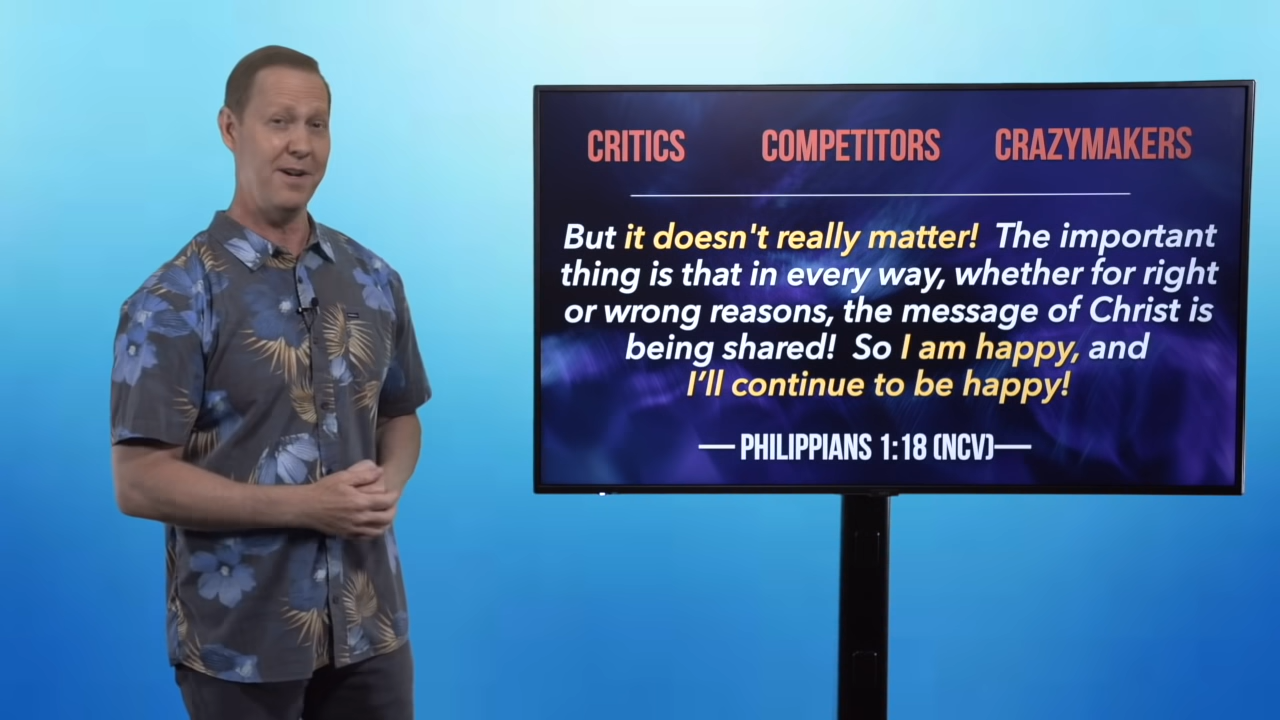 CRITICS COMPETITORS CRAZYMAKERS
But it doesn't really matter! The important
thing is that in every way, whether for right
or wrong reasons, the message of Christ is
being shared! So I am happy, and
I'll continue to be happy!
— PHILIPPIANS 1:18 (NCV)—